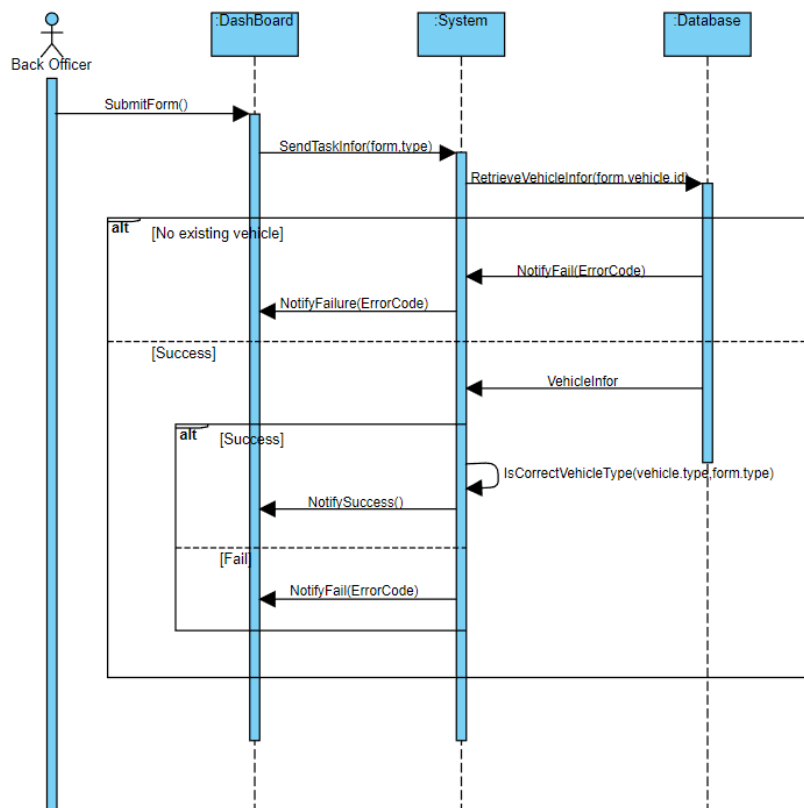 :DashBoard
:System
:Database
Back Officer
SubmitForm()
SendTaskInfor(form,type)
RetrieveVehicleInfor(form.vehicle.id)
alt
[No existing vehicle]
NotifyFail(ErrorCode)
NotifyFailure(ErrorCode)
[Success]
VehicleInfor
alt
[Success]
IsCorrectVehicleType(vehicle.type,form.type)
NotifySuccess()
[Fail]
NotifyFail(ErrorCode)